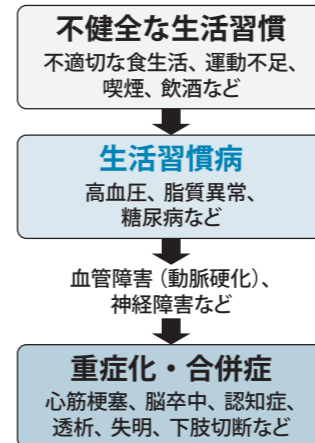 不健全な生活習慣
不適切な食生活、運動不足、
喫煙、飲酒など
生活習慣病
高血圧、脂質異常、
糖尿病など
血管障害（動脈硬化）、
神経障害など
重症化・合併症
心筋梗塞、脳卒中、認知症、
透析、失明、下肢切断など